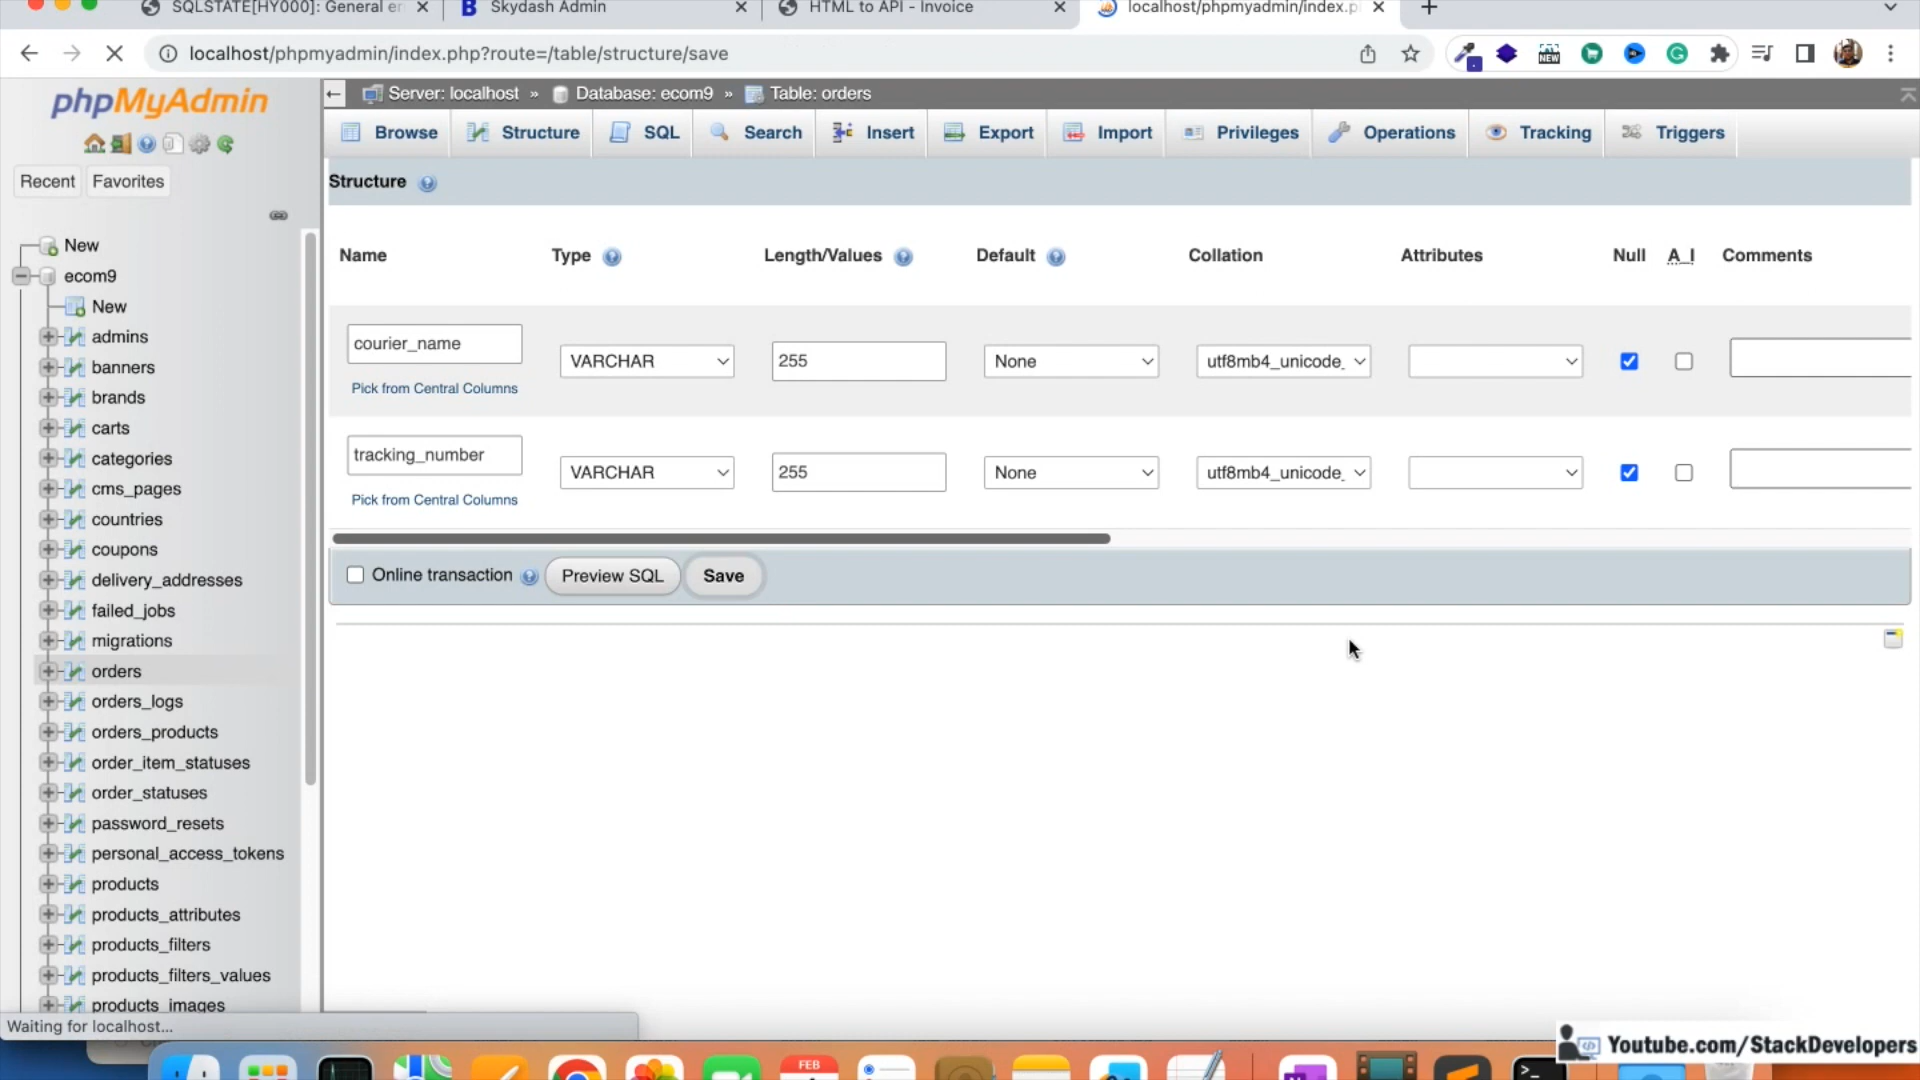 SQLSTATE[HY000]: General er
Skydash Admin
HTML to API - Invoice
localhost/phpmyadmin/index.p
localhost/phpmyadmin/index.php?route=/table/structure/save
NEW
phpMyAdmin
Recent
Favorites
New
ecom9
New
admins
banners
brands
carts
categories
cms_pages
countries
coupons
delivery_addresses
failed_jobs
migrations
orders
orders_logs
orders_products
order_item_statuses
order_statuses
password_resets
personal_access_tokens
products
products_attributes
products_filters
products_filters_values
products_images
Waiting for localhost...
Server: localhost » Database: ecom9 » Table: orders
Browse Structure SQL Search Insert Export Import Privileges Operations Tracking Triggers
Structure
Name Type Length/Values Default Collation Attributes Null A_I Comments
courier_name VARCHAR 255 None utf8mb4_unicode_
Pick from Central Columns
tracking_number VARCHAR 255 None utf8mb4_unicode_
Pick from Central Columns
Online transaction Preview SQL Save
Youtube.com/StackDevelopers
FEB